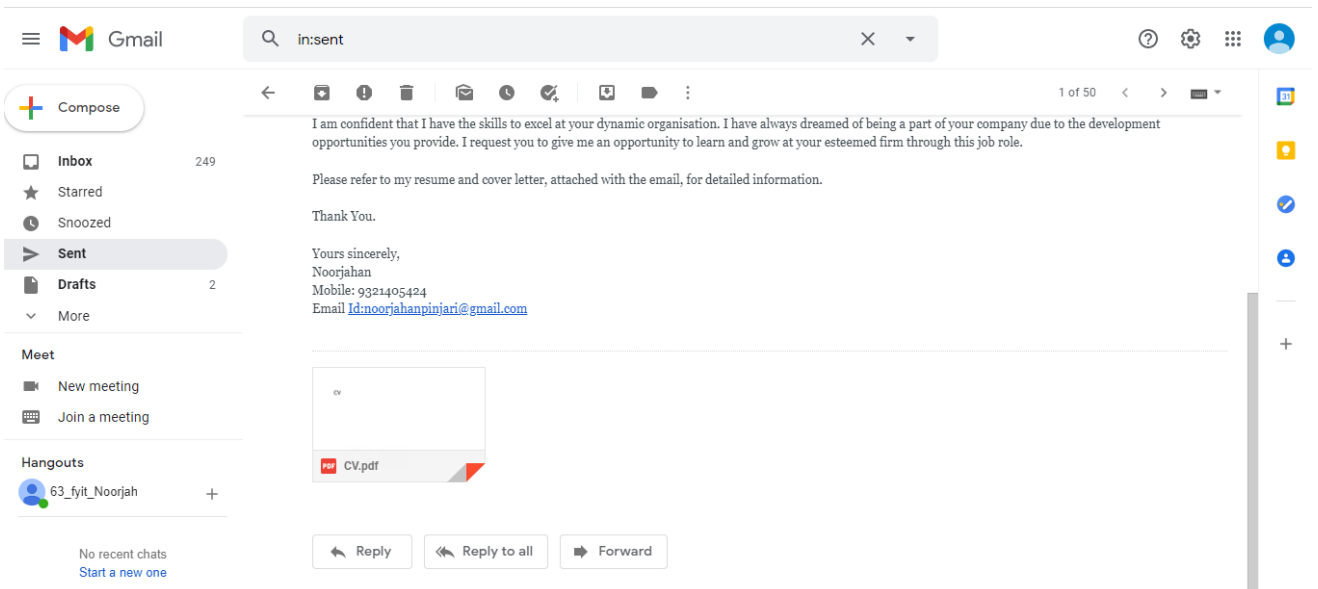 Gmail
in:sent
Compose
1 of 50
31
I am confident that I have the skills to excel at your dynamic organisation. I have always dreamed of being a part of your company due to the development
opportunities you provide. I request you to give me an opportunity to learn and grow at your esteemed firm through this job role.
Please refer to my resume and cover letter, attached with the email, for detailed information.
Thank You.
Yours sincerely,
Noorjahan
Mobile: 9321405424
Email Id:noorjahanpinjari@gmail.com
Inbox 249
Starred
Snoozed
Sent
Drafts 2
More
Meet
New meeting
Join a meeting
Hangouts
63_fyit_Noorjah
No recent chats
Start a new one
CV
PDF CV.pdf
Reply
Reply to all
Forward